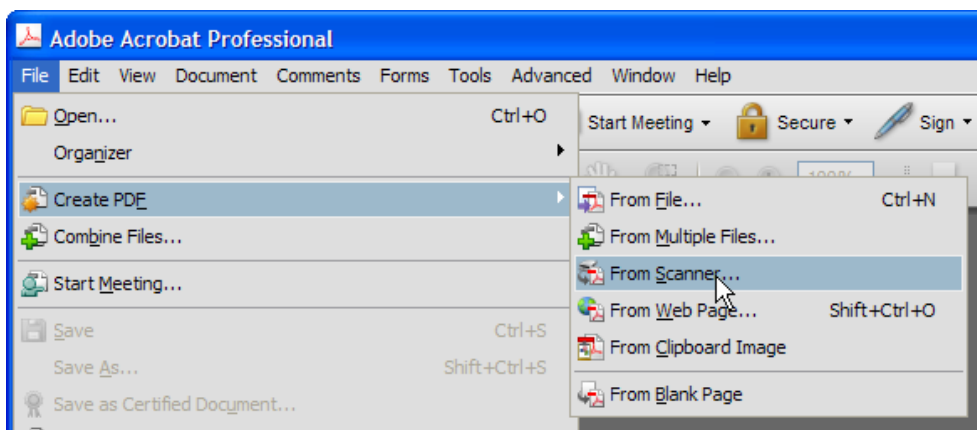 Adobe Acrobat Professional
File Edit View Document Comments Forms Tools Advanced Window Help
Open... Ctrl+O
Start Meeting Secure Sign
Organizer
Create PDF
From File... Ctrl+N
Combine Files...
From Multiple Files...
Start Meeting...
From Scanner...
From Web Page... Shift+Ctrl+O
Save Ctrl+S
From Clipboard Image
Save As... Shift+Ctrl+S
From Blank Page
Save as Certified Document...